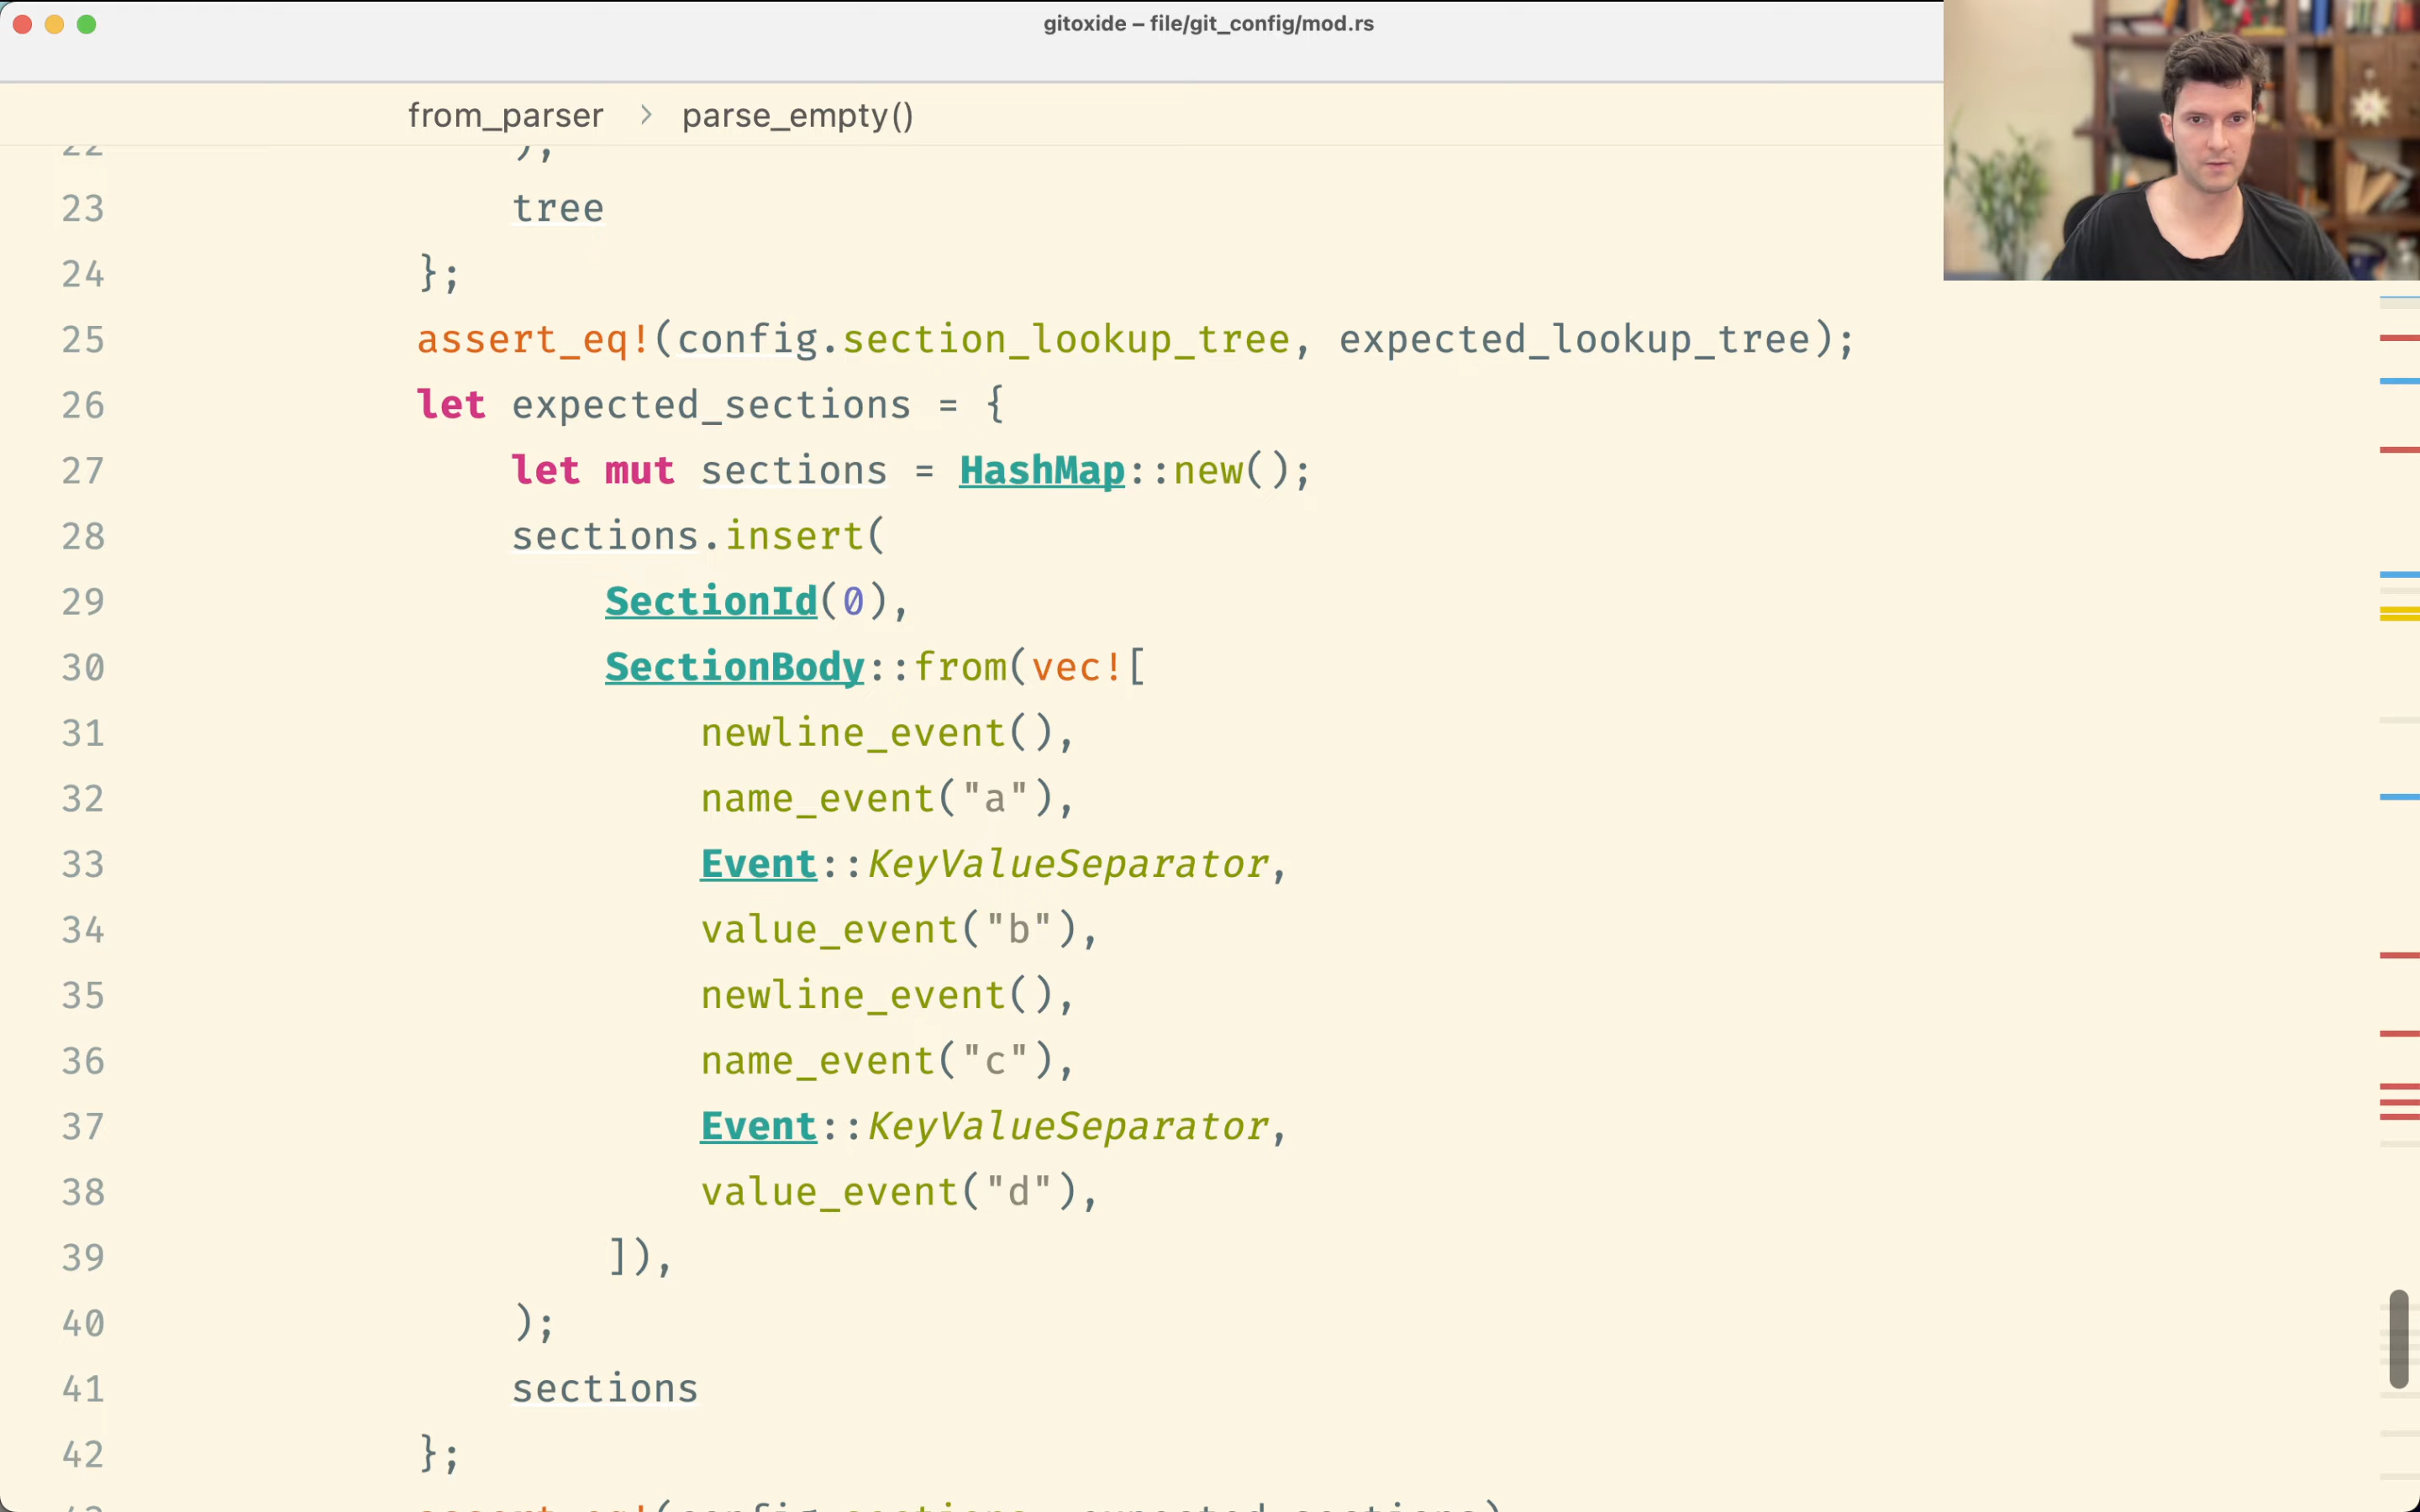 gitoxide – file/git_config/mod.rs
from_parser > parse_empty()
22 );
23 tree
24 };
25 assert_eq!(config.section_lookup_tree, expected_lookup_tree);
26 let expected_sections = {
27 let mut sections = HashMap::new();
28 sections.insert(
29 SectionId(0),
30 SectionBody::from(vec![
31 newline_event(),
32 name_event("a"),
33 Event::KeyValueSeparator,
34 value_event("b"),
35 newline_event(),
36 name_event("c"),
37 Event::KeyValueSeparator,
38 value_event("d"),
39 ]),
40 );
41 sections
42 };